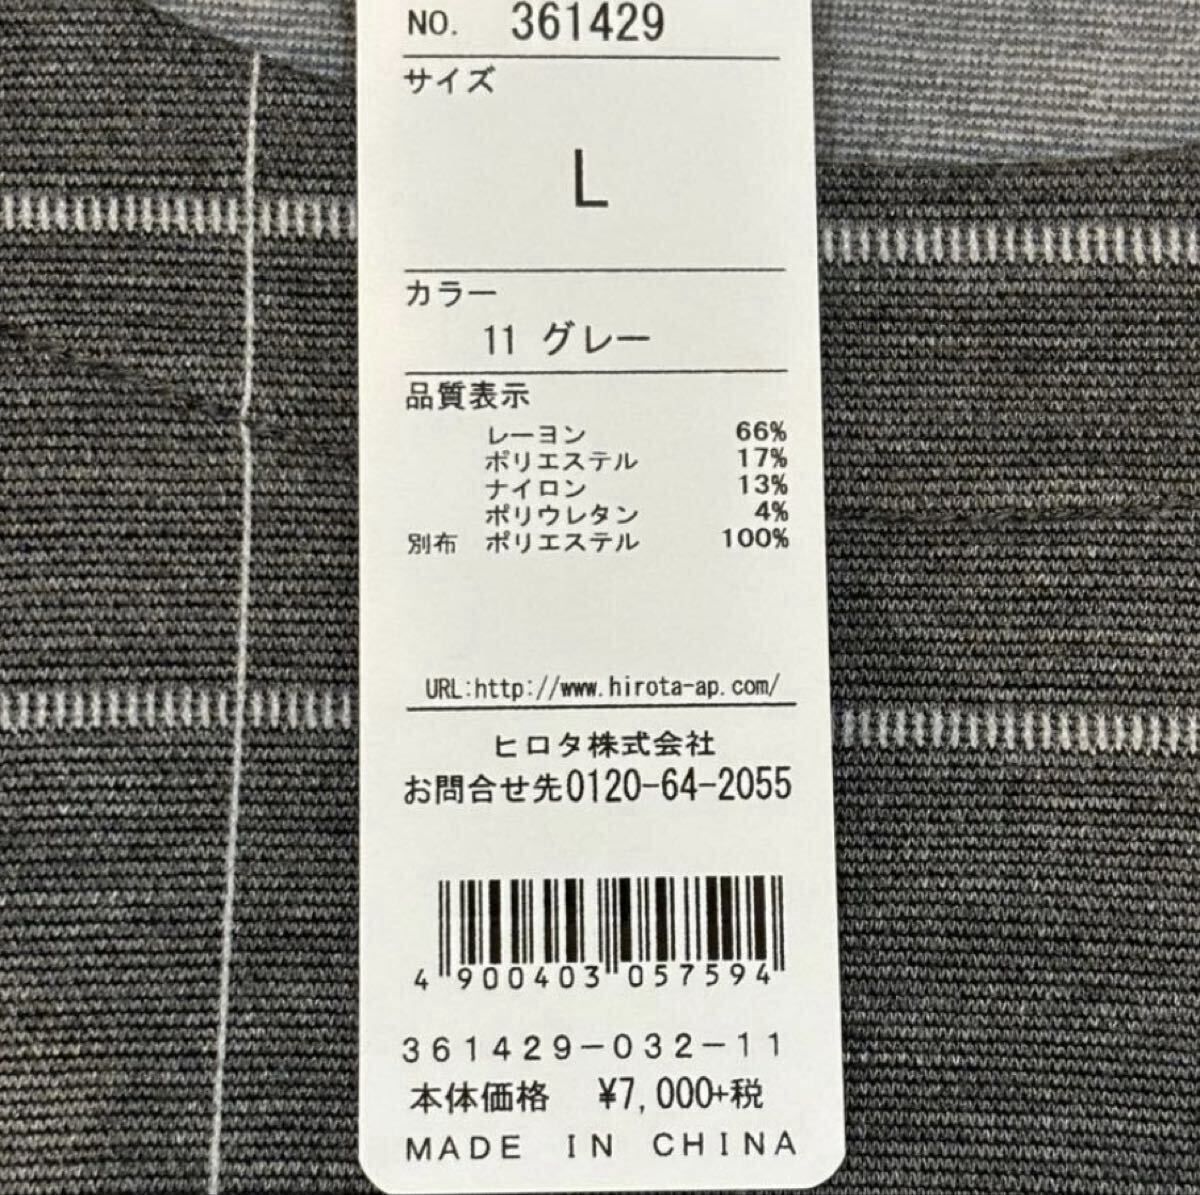 NO. 361429
サイズ
L
カラー
11 グレー
品質表示
レーヨン 66%
ポリエステル 17%
ナイロン 13%
ポリウレタン 4%
別布 ポリエステル 100%
URL:http://www.hirota-ap.com/
ヒロタ株式会社
お問合せ先0120-64-2055
4 900403 057594
361429-032-11
本体価格 ¥7,000+税
MADE IN CHINA